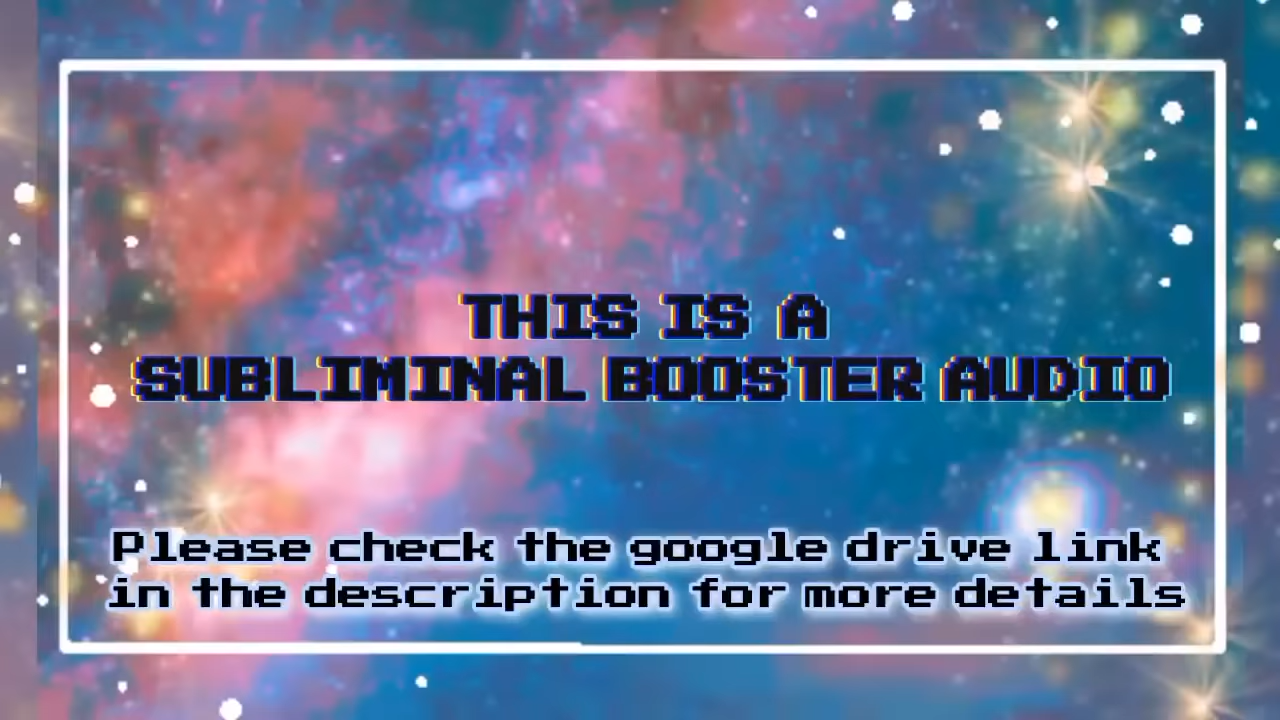 THIS IS A
SUBLIMINAL BOOSTER AUDIO
Please check the google drive link
in the description for more details